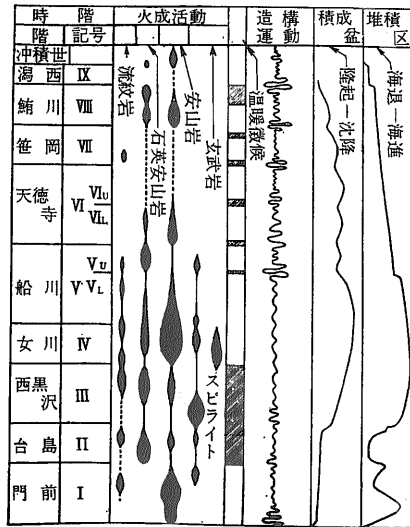 時階 火成活動 造構運動 積成盆 堆積区
階 記号
流紋岩
石英安山岩
安山岩
玄武岩
温暖徴候
隆起―沈降
海退―海進
沖積世
潟西 IX
鮪川 VIII
笹岡 VII
天徳寺 VI VIU VIL
船川 V VU VL
女川 IV
西黒沢 III
台島 II
門前 I
スピライト